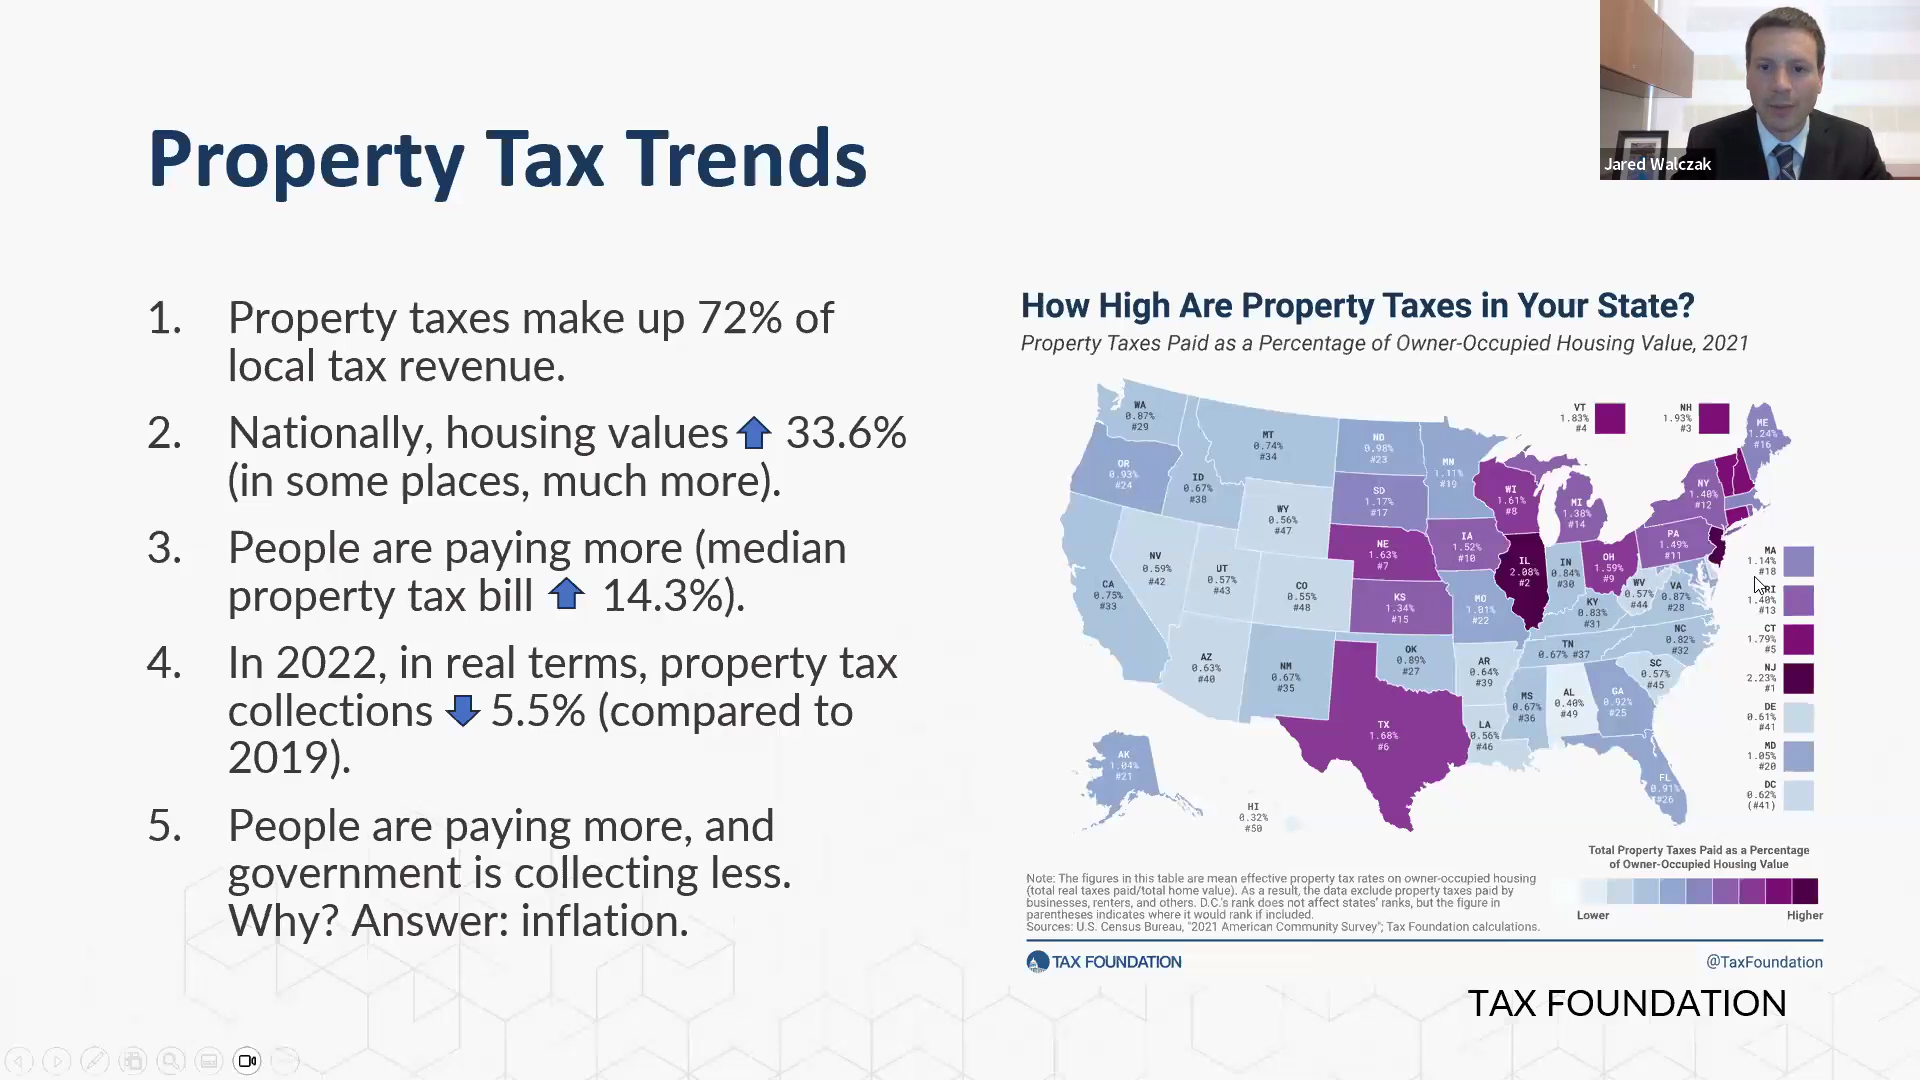 Jared Walczak
Property Tax Trends
1. Property taxes make up 72% of
local tax revenue.
2. Nationally, housing values 33.6%
(in some places, much more).
3. People are paying more (median
property tax bill 14.3%).
4. In 2022, in real terms, property tax
collections 5.5% (compared to
2019).
5. People are paying more, and
government is collecting less.
Why? Answer: inflation.
How High Are Property Taxes in Your State?
Property Taxes Paid as a Percentage of Owner-Occupied Housing Value, 2021
WA
0.87%
#29
OR
0.93%
#24
CA
0.75%
#33
NV
0.59%
#42
ID
0.67%
#38
MT
0.74%
#34
WY
0.56%
#47
UT
0.57%
#43
CO
0.55%
#48
AZ
0.63%
#40
NM
0.67%
#35
ND
0.98%
#23
SD
1.17%
#17
NE
1.63%
#7
KS
1.34%
#15
OK
0.89%
#27
TX
1.68%
#6
MN
1.11%
#19
IA
1.52%
#10
MO
#22
AR
0.64%
#39
LA
0.56%
#46
WI
1.61%
#8
IL
2.08%
#2
MI
1.38%
#14
IN
0.84%
#30
OH
1.59%
#9
KY
0.83%
#31
TN
0.67% #37
MS
0.67%
#36
AL
0.40%
#49
GA
0.92%
#25
FL
0.91%
#26
SC
0.57%
#45
NC
0.82%
#32
VA
0.87%
#28
WV
0.57%
#44
PA
1.49%
#11
NY
1.40%
#12
ME
1.24%
#16
VT
1.83%
#4
NH
1.93%
#3
MA
1.14%
#18
RI
1.40%
#13
CT
1.79%
#5
NJ
2.23%
#1
DE
0.61%
#41
MD
1.05%
#20
DC
0.62%
(#41)
AK
1.04%
#21
HI
0.32%
#50
Total Property Taxes Paid as a Percentage
of Owner-Occupied Housing Value
Lower Higher
Note: The figures in this table are mean effective property tax rates on owner-occupied housing
(total real taxes paid/total home value). As a result, the data exclude property taxes paid by
businesses, renters, and others. D.C.'s rank does not affect states' ranks, but the figure in
parentheses indicates where it would rank if included.
Sources: U.S. Census Bureau, "2021 American Community Survey"; Tax Foundation calculations.
TAX FOUNDATION
@TaxFoundation
TAX FOUNDATION